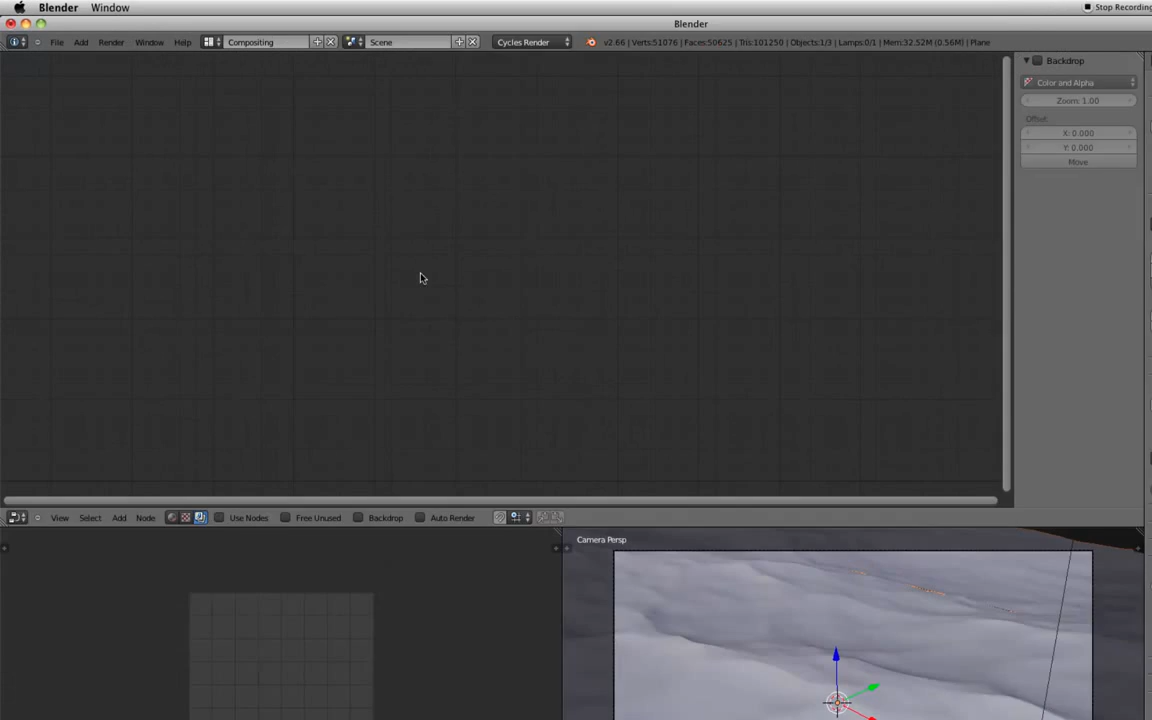 Blender Window Stop Recording
Blender
File Add Render Window Help Compositing Scene Cycles Render v2.66 | Verts:51076 | Faces:50625 | Tris:101250 | Objects:1/3 | Lamps:0/1 | Mem:32.52M (0.56M) | Plane
Backdrop
Color and Alpha
Zoom: 1.00
Offset:
X: 0.000
Y: 0.000
Move
View Select Add Node Use Nodes Free Unused Backdrop Auto Render
Camera Persp